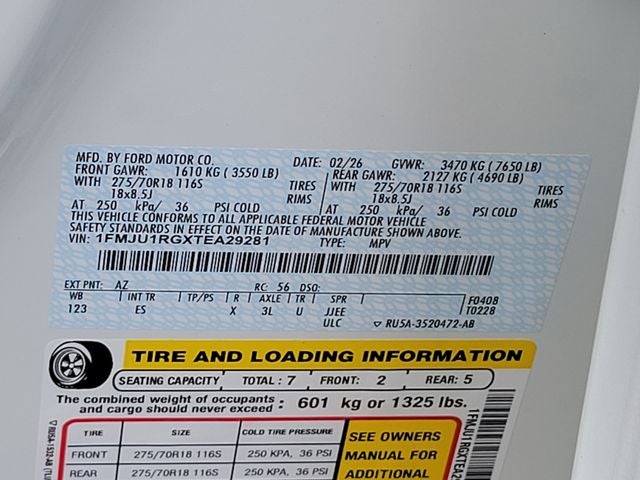 MFD. BY FORD MOTOR CO. DATE: 02/26 GVWR: 3470 KG (7650 LB)
FRONT GAWR: 1610 KG (3550 LB) REAR GAWR: 2127 KG (4690 LB)
WITH 275/70R18 116S TIRES WITH 275/70R18 116S TIRES
18x8.5J RIMS 18x8.5J RIMS
AT 250 kPa/ 36 PSI COLD AT 250 kPa/ 36 PSI COLD
THIS VEHICLE CONFORMS TO ALL APPLICABLE FEDERAL MOTOR VEHICLE
SAFETY STANDARDS IN EFFECT ON THE DATE OF MANUFACTURE SHOWN ABOVE.
VIN: 1FMJU1RGXTEA29281 TYPE: MPV
EXT PNT: AZ RC: 56 DSO:
WB INT TR TP/PS R AXLE TR SPR F0408
123 ES X 3L U JJEE T0228
ULC ▽ RU5A-3520472-AB
TIRE AND LOADING INFORMATION
SEATING CAPACITY TOTAL : 7 FRONT: 2 REAR: 5
The combined weight of occupants and cargo should never exceed : 601 kg or 1325 lbs.
TIRE SIZE COLD TIRE PRESSURE
FRONT 275/70R18 116S 250 KPA, 36 PSI
REAR 275/70R18 116S 250 KPA, 36 PSI
SEE OWNERS
MANUAL FOR
ADDITIONAL
1FMJU1RGXTEA2